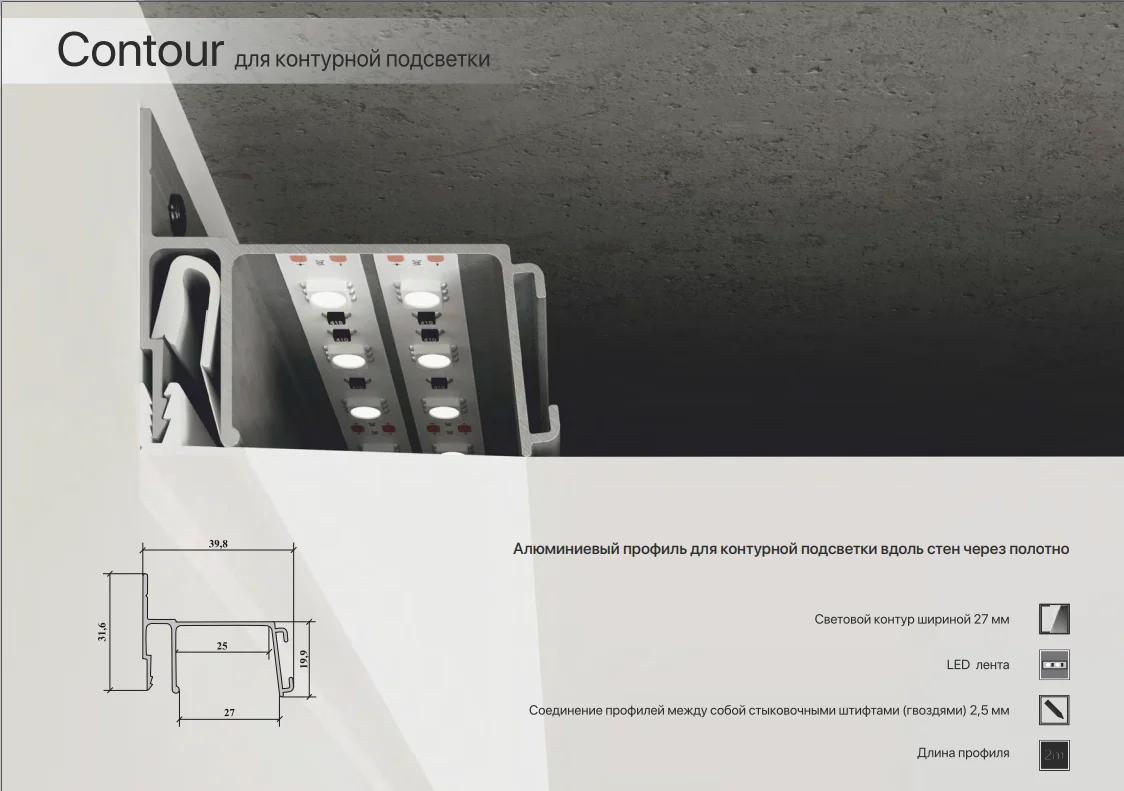 Contour для контурной подсветки
39,8
31,6
25
19,9
27
Алюминиевый профиль для контурной подсветки вдоль стен через полотно
Световой контур шириной 27 мм
LED лента
Соединение профилей между собой стыковочными штифтами (гвоздями) 2,5 мм
Длина профиля
2m